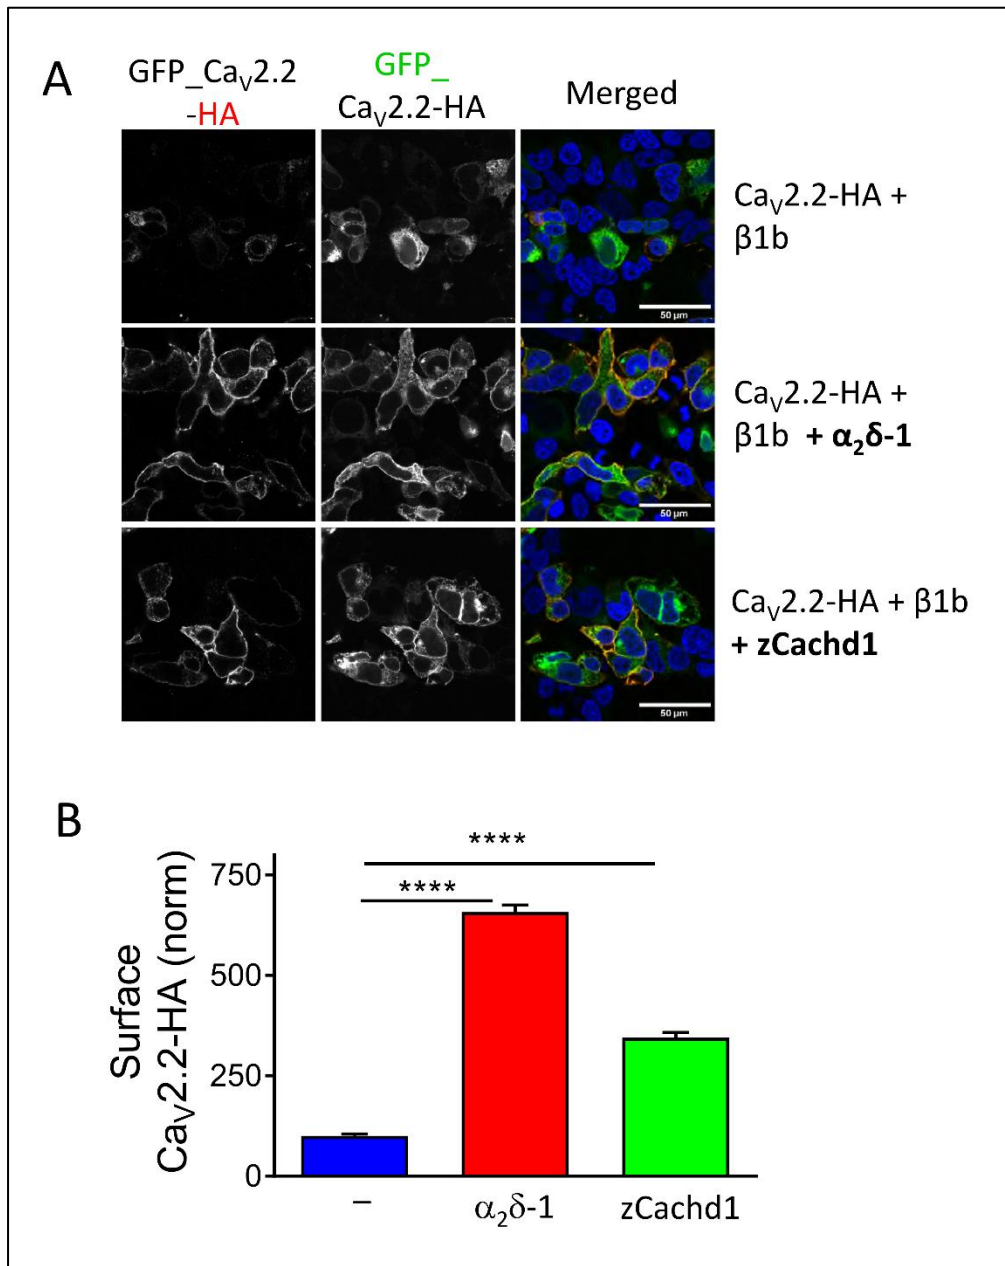 A
GFP_CaV2.2
-HA
GFP_
CaV2.2-HA
Merged
CaV2.2-HA +
β1b
50 µm
CaV2.2-HA +
β1b + α2δ-1
50 µm
CaV2.2-HA + β1b
+ zCachd1
50 µm
B
Surface
CaV2.2-HA (norm)
750
500
250
0
****
****
–
α2δ-1
zCachd1